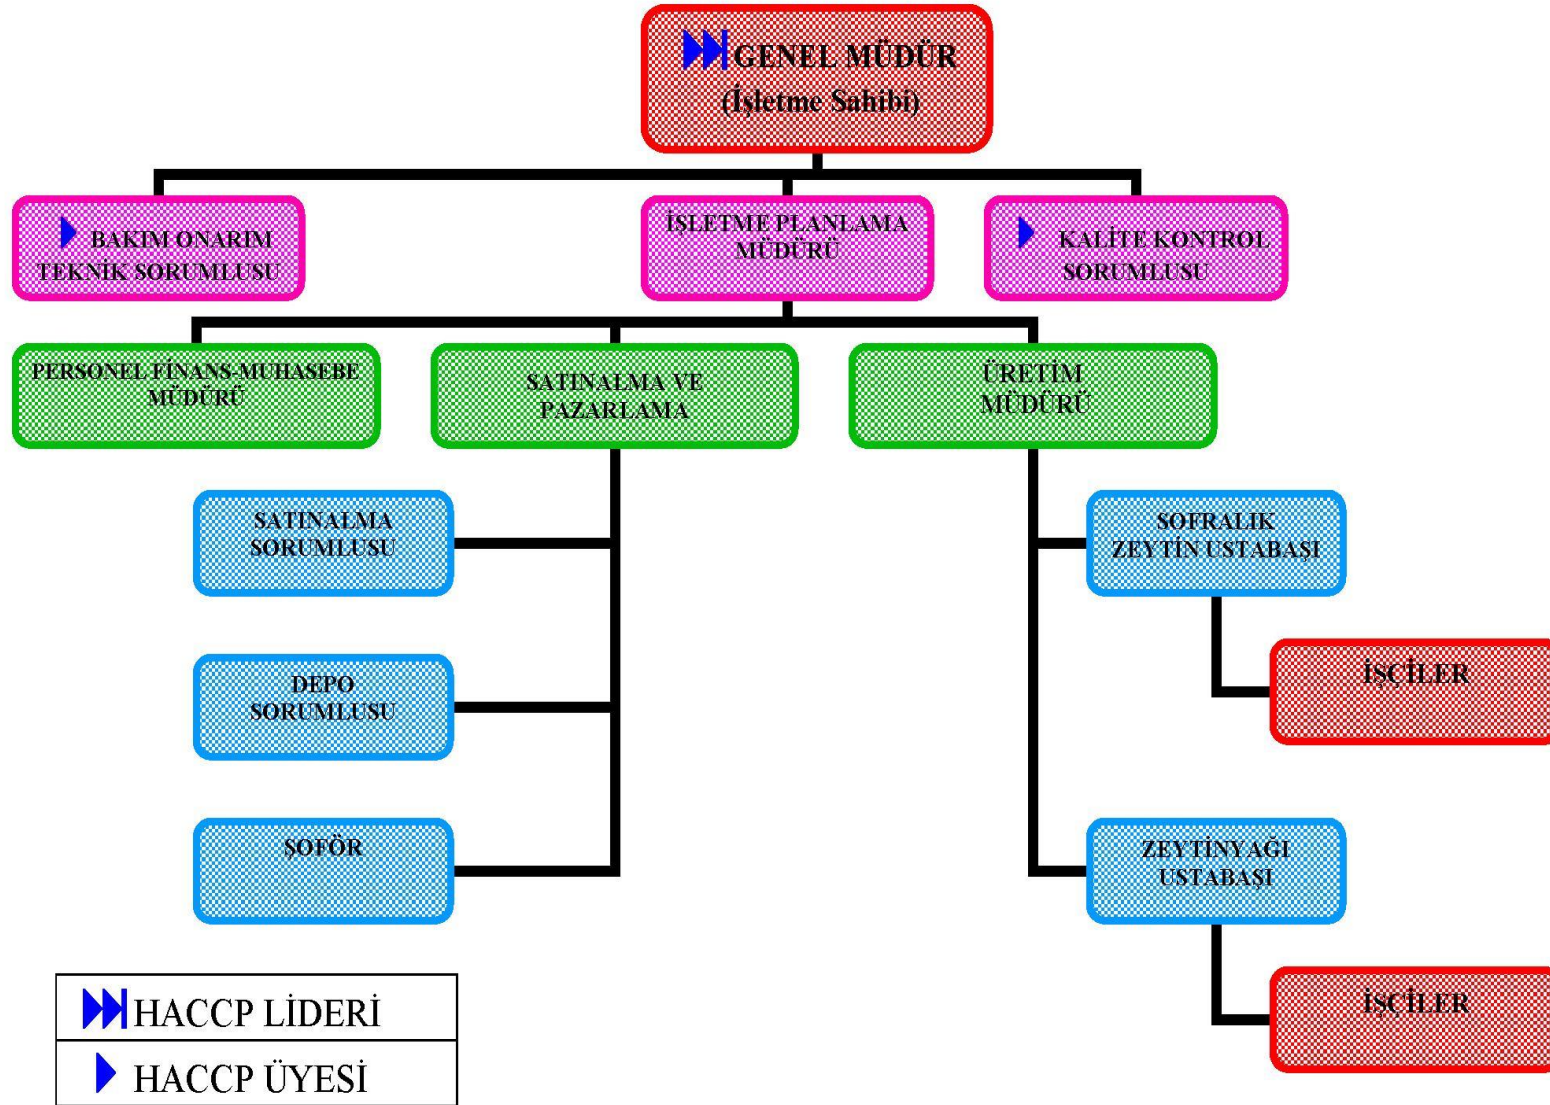 GENEL MÜDÜR
(İşletme Sahibi)
BAKIM ONARIM
TEKNİK SORUMLUSU
İŞLETME PLANLAMA
MÜDÜRÜ
KALİTE KONTROL
SORUMLUSU
PERSONEL FİNANS-MUHASEBE
MÜDÜRÜ
SATINALMA VE
PAZARLAMA
ÜRETİM
MÜDÜRÜ
SATINALMA
SORUMLUSU
SOFRALIK
ZEYTİN USTABAŞI
İŞÇİLER
DEPO
SORUMLUSU
ŞOFÖR
ZEYTİNYAĞI
USTABAŞI
İŞÇİLER
HACCP LİDERİ
HACCP ÜYESİ